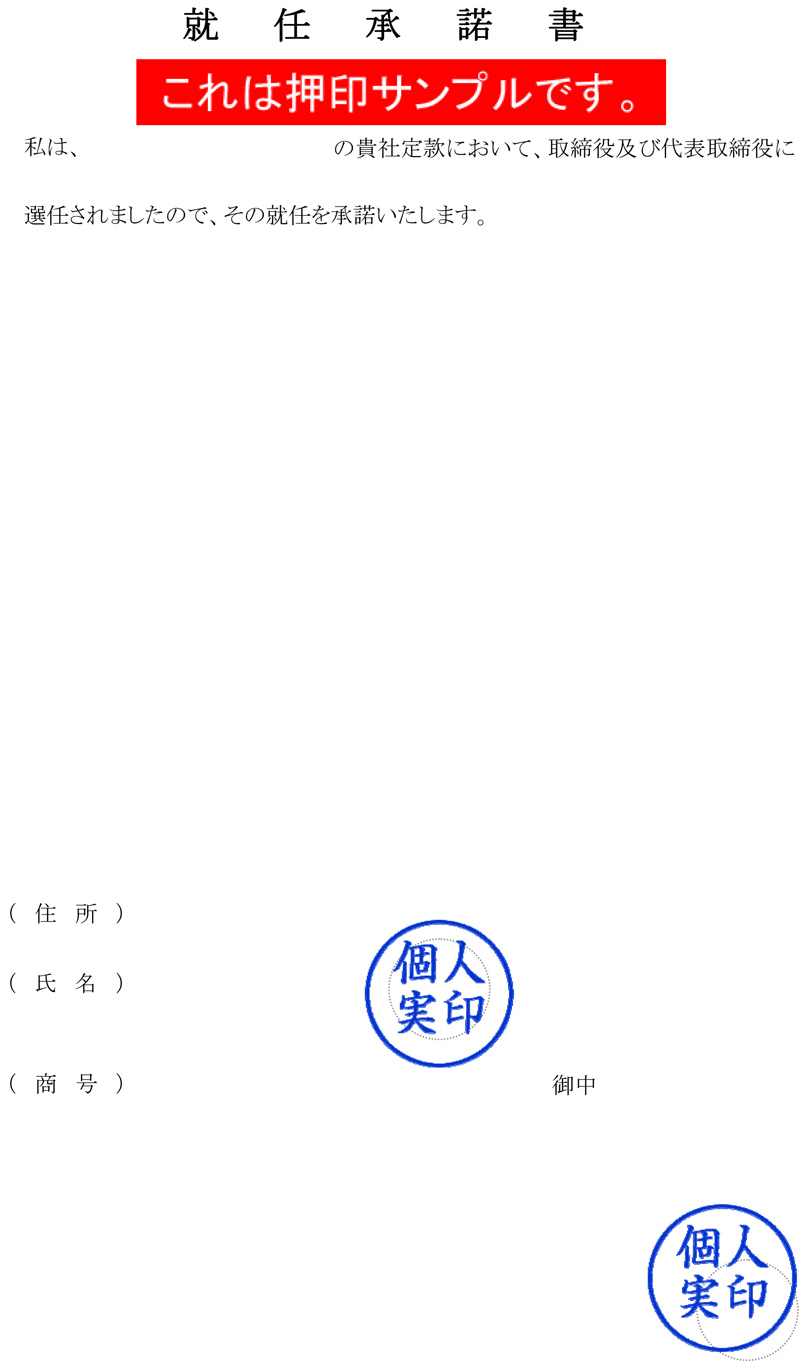 就任承諾書
これは押印サンプルです。
私は、 の貴社定款において、取締役及び代表取締役に
選任されましたので、その就任を承諾いたします。
(住所)
(氏名)
個人
実印
(商号) 御中
個人
実印